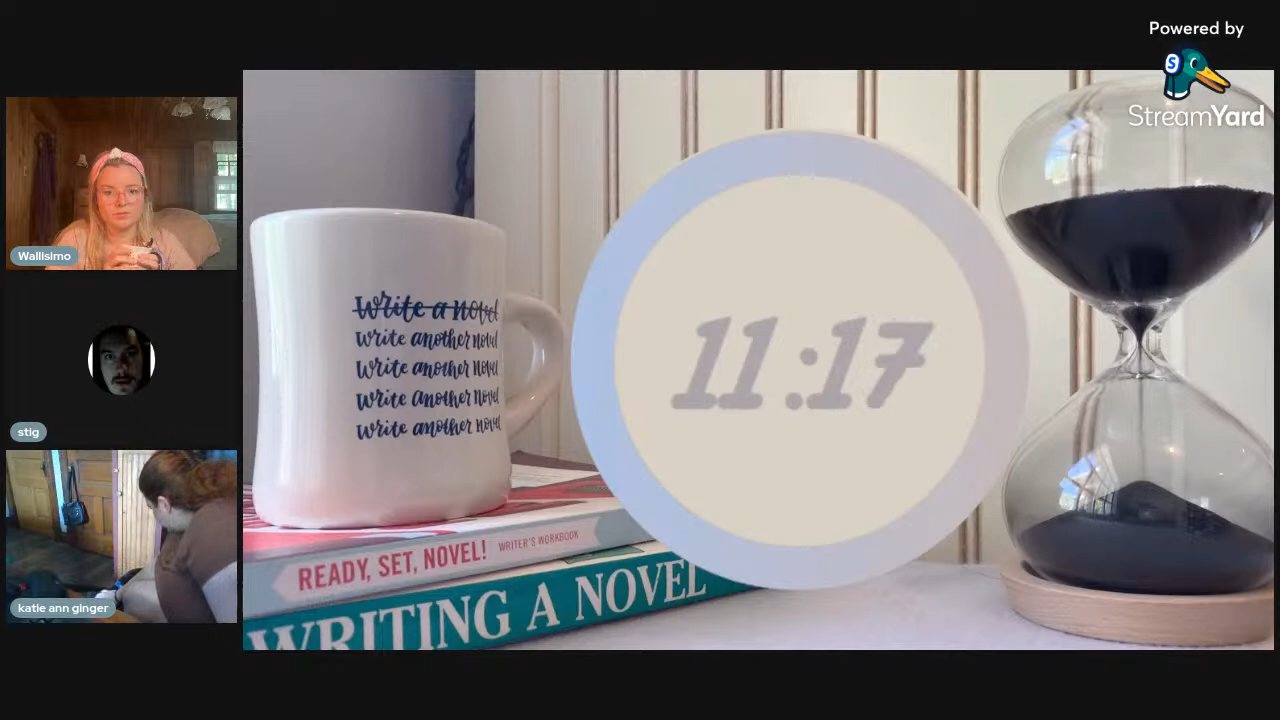 Powered by
StreamYard
Wallisimo
stig
katie ann ginger
Write a novel
write another novel
write another novel
write another novel
write another novel
11:17
READY, SET, NOVEL! WRITER'S WORKBOOK
WRITING A NOVEL